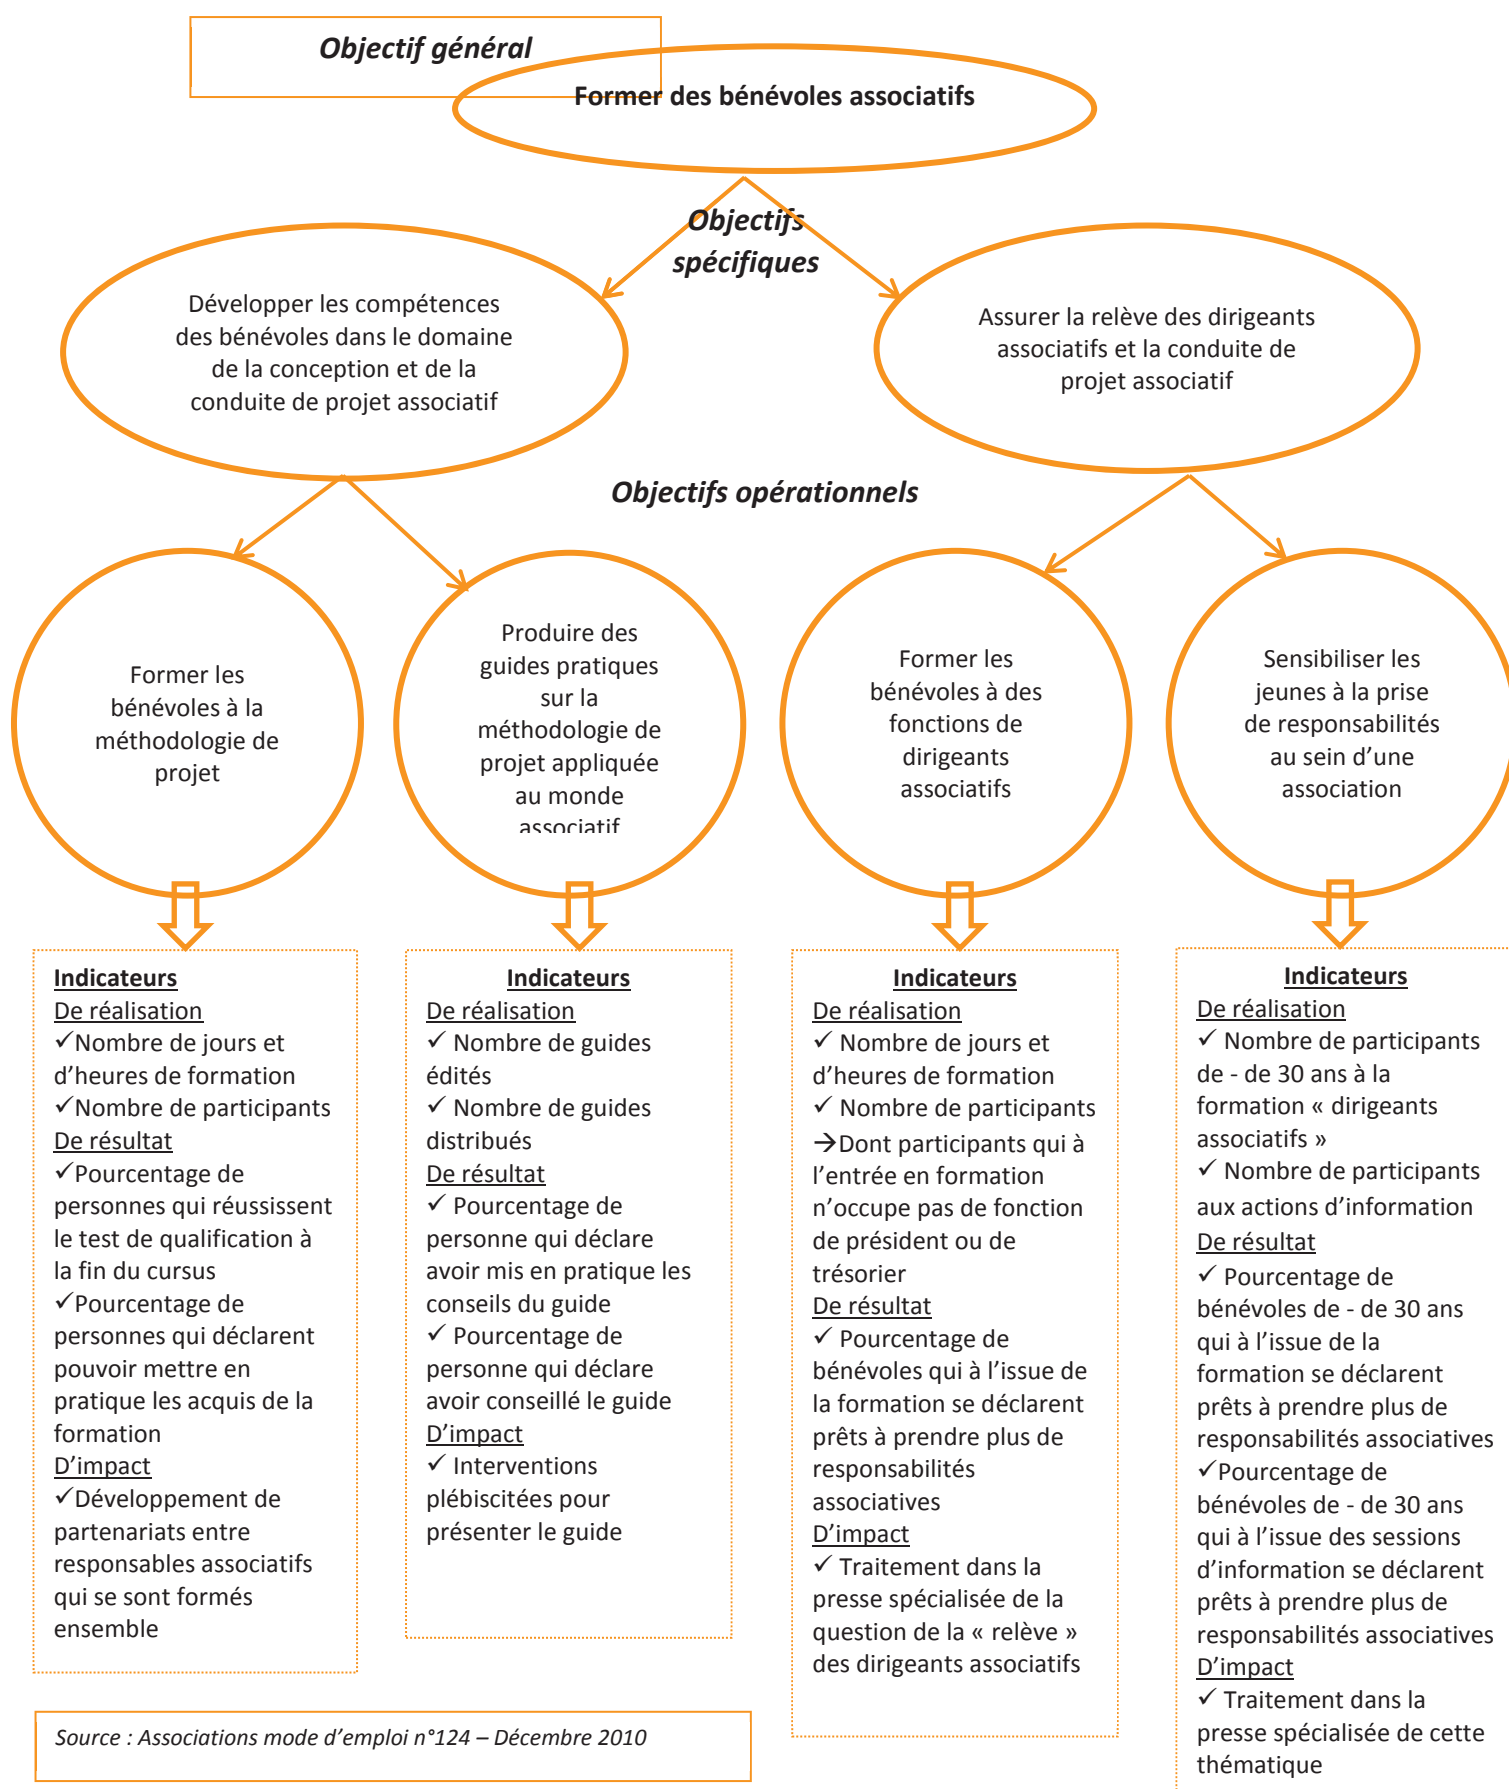 Objectif général
Former des bénévoles associatifs
Objectifs
spécifiques
Développer les compétences
des bénévoles dans le domaine
de la conception et de la
conduite de projet associatif
Assurer la relève des dirigeants
associatifs et la conduite de
projet associatif
Objectifs opérationnels
Former les
bénévoles à la
méthodologie de
projet
Produire des
guides pratiques
sur la
méthodologie de
projet appliquée
au monde
associatif
Former les
bénévoles à des
fonctions de
dirigeants
associatifs
Sensibiliser les
jeunes à la prise
de responsabilités
au sein d’une
association
Indicateurs
De réalisation
✓Nombre de jours et
d’heures de formation
✓Nombre de participants
De résultat
✓Pourcentage de
personnes qui réussissent
le test de qualification à
la fin du cursus
✓Pourcentage de
personnes qui déclarent
pouvoir mettre en
pratique les acquis de la
formation
D’impact
✓Développement de
partenariats entre
responsables associatifs
qui se sont formés
ensemble
Indicateurs
De réalisation
✓ Nombre de guides
édités
✓ Nombre de guides
distribués
De résultat
✓ Pourcentage de
personne qui déclare
avoir mis en pratique les
conseils du guide
✓ Pourcentage de
personne qui déclare
avoir conseillé le guide
D’impact
✓ Interventions
plébiscitées pour
présenter le guide
Indicateurs
De réalisation
✓ Nombre de jours et
d’heures de formation
✓ Nombre de participants
→Dont participants qui à
l’entrée en formation
n’occupe pas de fonction
de président ou de
trésorier
De résultat
✓ Pourcentage de
bénévoles qui à l’issue de
la formation se déclarent
prêts à prendre plus de
responsabilités
associatives
D’impact
✓ Traitement dans la
presse spécialisée de la
question de la « relève »
des dirigeants associatifs
Indicateurs
De réalisation
✓ Nombre de participants
de - de 30 ans à la
formation « dirigeants
associatifs »
✓ Nombre de participants
aux actions d’information
De résultat
✓ Pourcentage de
bénévoles de - de 30 ans
qui à l’issue de la
formation se déclarent
prêts à prendre plus de
responsabilités associatives
✓Pourcentage de
bénévoles de - de 30 ans
qui à l’issue des sessions
d’information se déclarent
prêts à prendre plus de
responsabilités associatives
D’impact
✓ Traitement dans la
presse spécialisée de cette
thématique
Source : Associations mode d’emploi n°124 – Décembre 2010